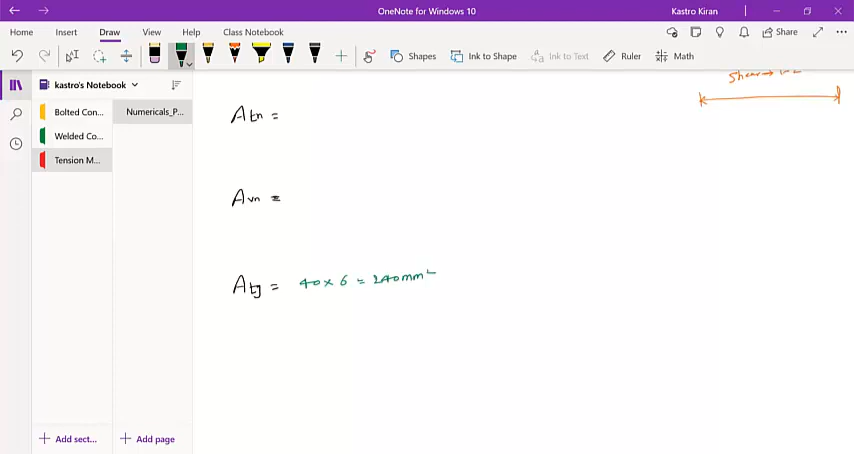 OneNote for Windows 10
Kastro Kiran
Home Insert Draw View Help Class Notebook
Shapes Ink to Shape Ink to Text Ruler Math
Share
kastro's Notebook
Bolted Con...
Welded Co...
Tension M...
Numericals_P...
Shear →
Atn =
Avn =
Atg = 40 x 6 = 240mm²
Add sect... Add page